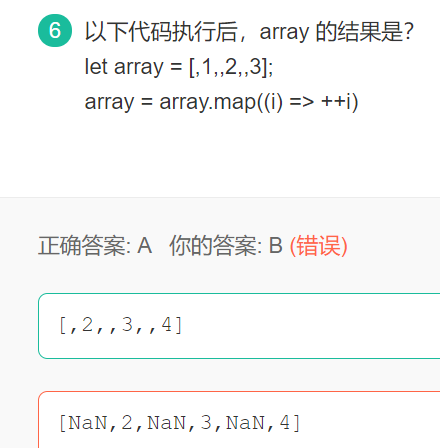 6 以下代码执行后，array 的结果是？
let array = [,1,,2,,3];
array = array.map((i) => ++i)
正确答案: A 你的答案: B (错误)
[,2,,3,,4]
[NaN,2,NaN,3,NaN,4]